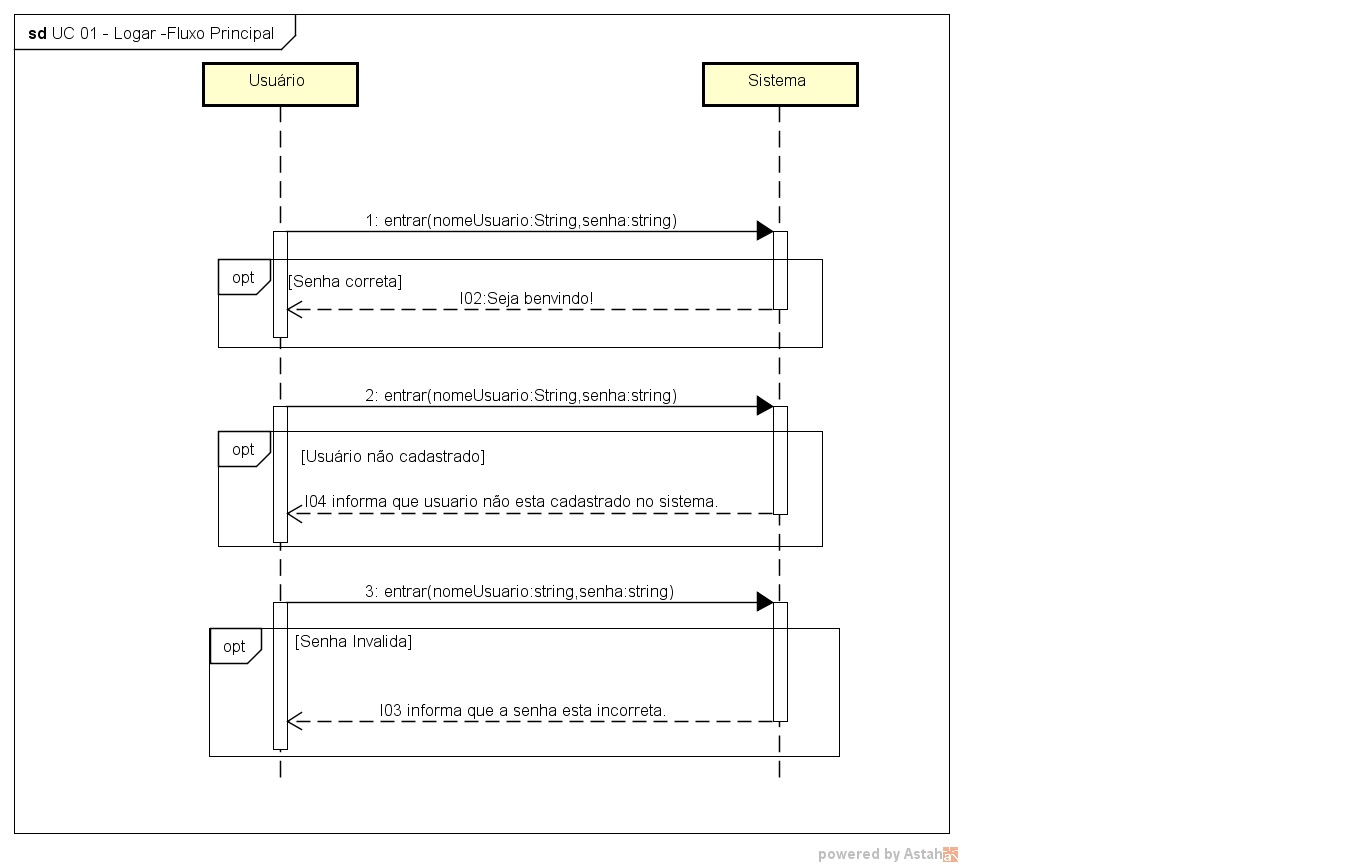 sd UC 01 - Logar -Fluxo Principal
Usuário
Sistema
1: entrar(nomeUsuario:String,senha:string)
opt
[Senha correta]
I02:Seja benvindo!
2: entrar(nomeUsuario:String,senha:string)
opt
[Usuário não cadastrado]
I04 informa que usuario não esta cadastrado no sistema.
3: entrar(nomeUsuario:string,senha:string)
opt
[Senha Invalida]
I03 informa que a senha esta incorreta.
powered by Astah